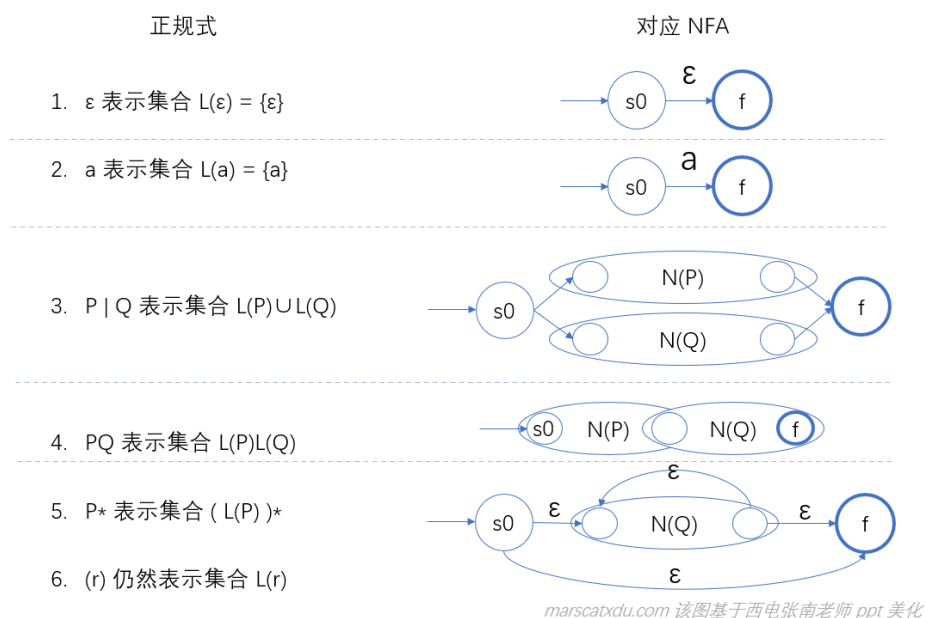 正规式 对应 NFA
ε
1. ε 表示集合 L(ε) = {ε} s0 f
a
2. a 表示集合 L(a) = {a} s0 f
N(P)
3. P | Q 表示集合 L(P)∪L(Q) s0 f
N(Q)
4. PQ 表示集合 L(P)L(Q) s0 N(P) N(Q) f
ε
5. P* 表示集合 ( L(P) )* s0 ε N(Q) ε f
6. (r) 仍然表示集合 L(r) ε
marscatxdu.com 该图基于西电张南老师 ppt 美化